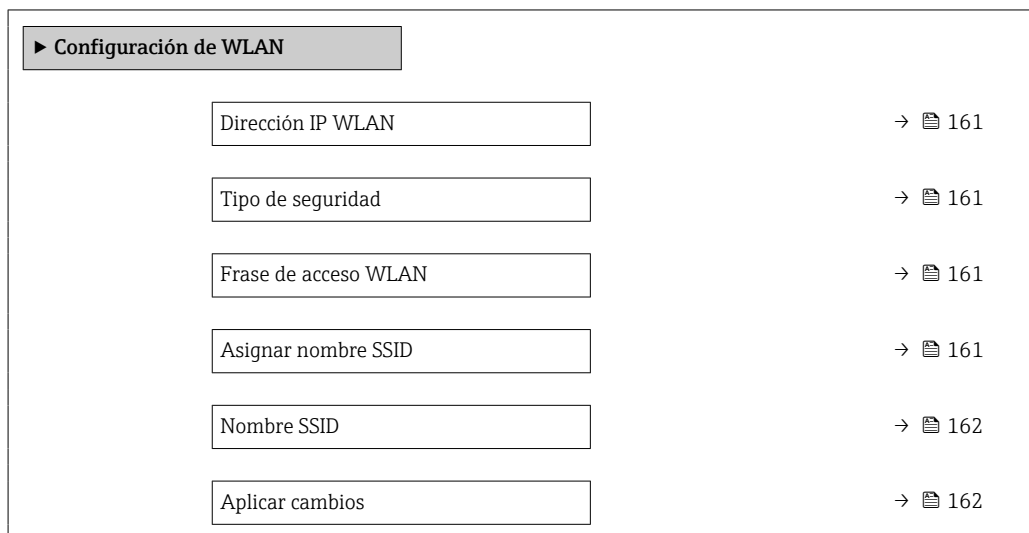 ▶ Configuración de WLAN
Dirección IP WLAN → 161
Tipo de seguridad → 161
Frase de acceso WLAN → 161
Asignar nombre SSID → 161
Nombre SSID → 162
Aplicar cambios → 162